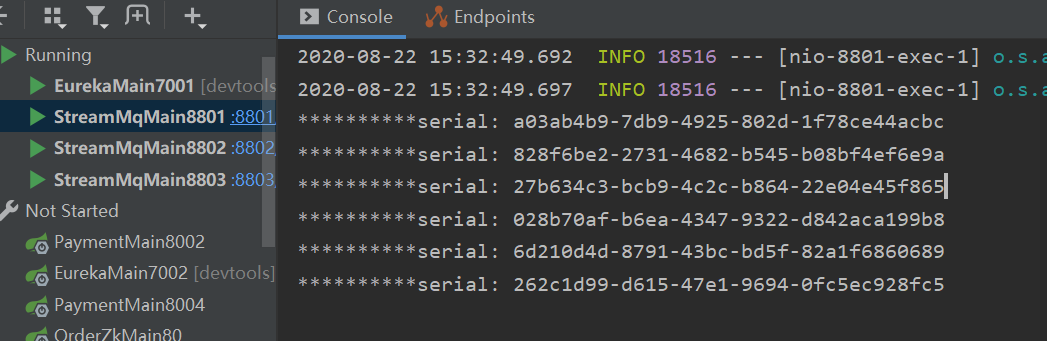 Console
Endpoints
Running
EurekaMain7001 [devtools
StreamMqMain8801 :8801
StreamMqMain8802 :8802
StreamMqMain8803 :8803
Not Started
PaymentMain8002
EurekaMain7002 [devtools]
PaymentMain8004
OrderZkMain80
2020-08-22 15:32:49.692 INFO 18516 --- [nio-8801-exec-1] o.s.a
2020-08-22 15:32:49.697 INFO 18516 --- [nio-8801-exec-1] o.s.a
**********serial: a03ab4b9-7db9-4925-802d-1f78ce44acbc
**********serial: 828f6be2-2731-4682-b545-b08bf4ef6e9a
**********serial: 27b634c3-bcb9-4c2c-b864-22e04e45f865
**********serial: 028b70af-b6ea-4347-9322-d842aca199b8
**********serial: 6d210d4d-8791-43bc-bd5f-82a1f6860689
**********serial: 262c1d99-d615-47e1-9694-0fc5ec928fc5